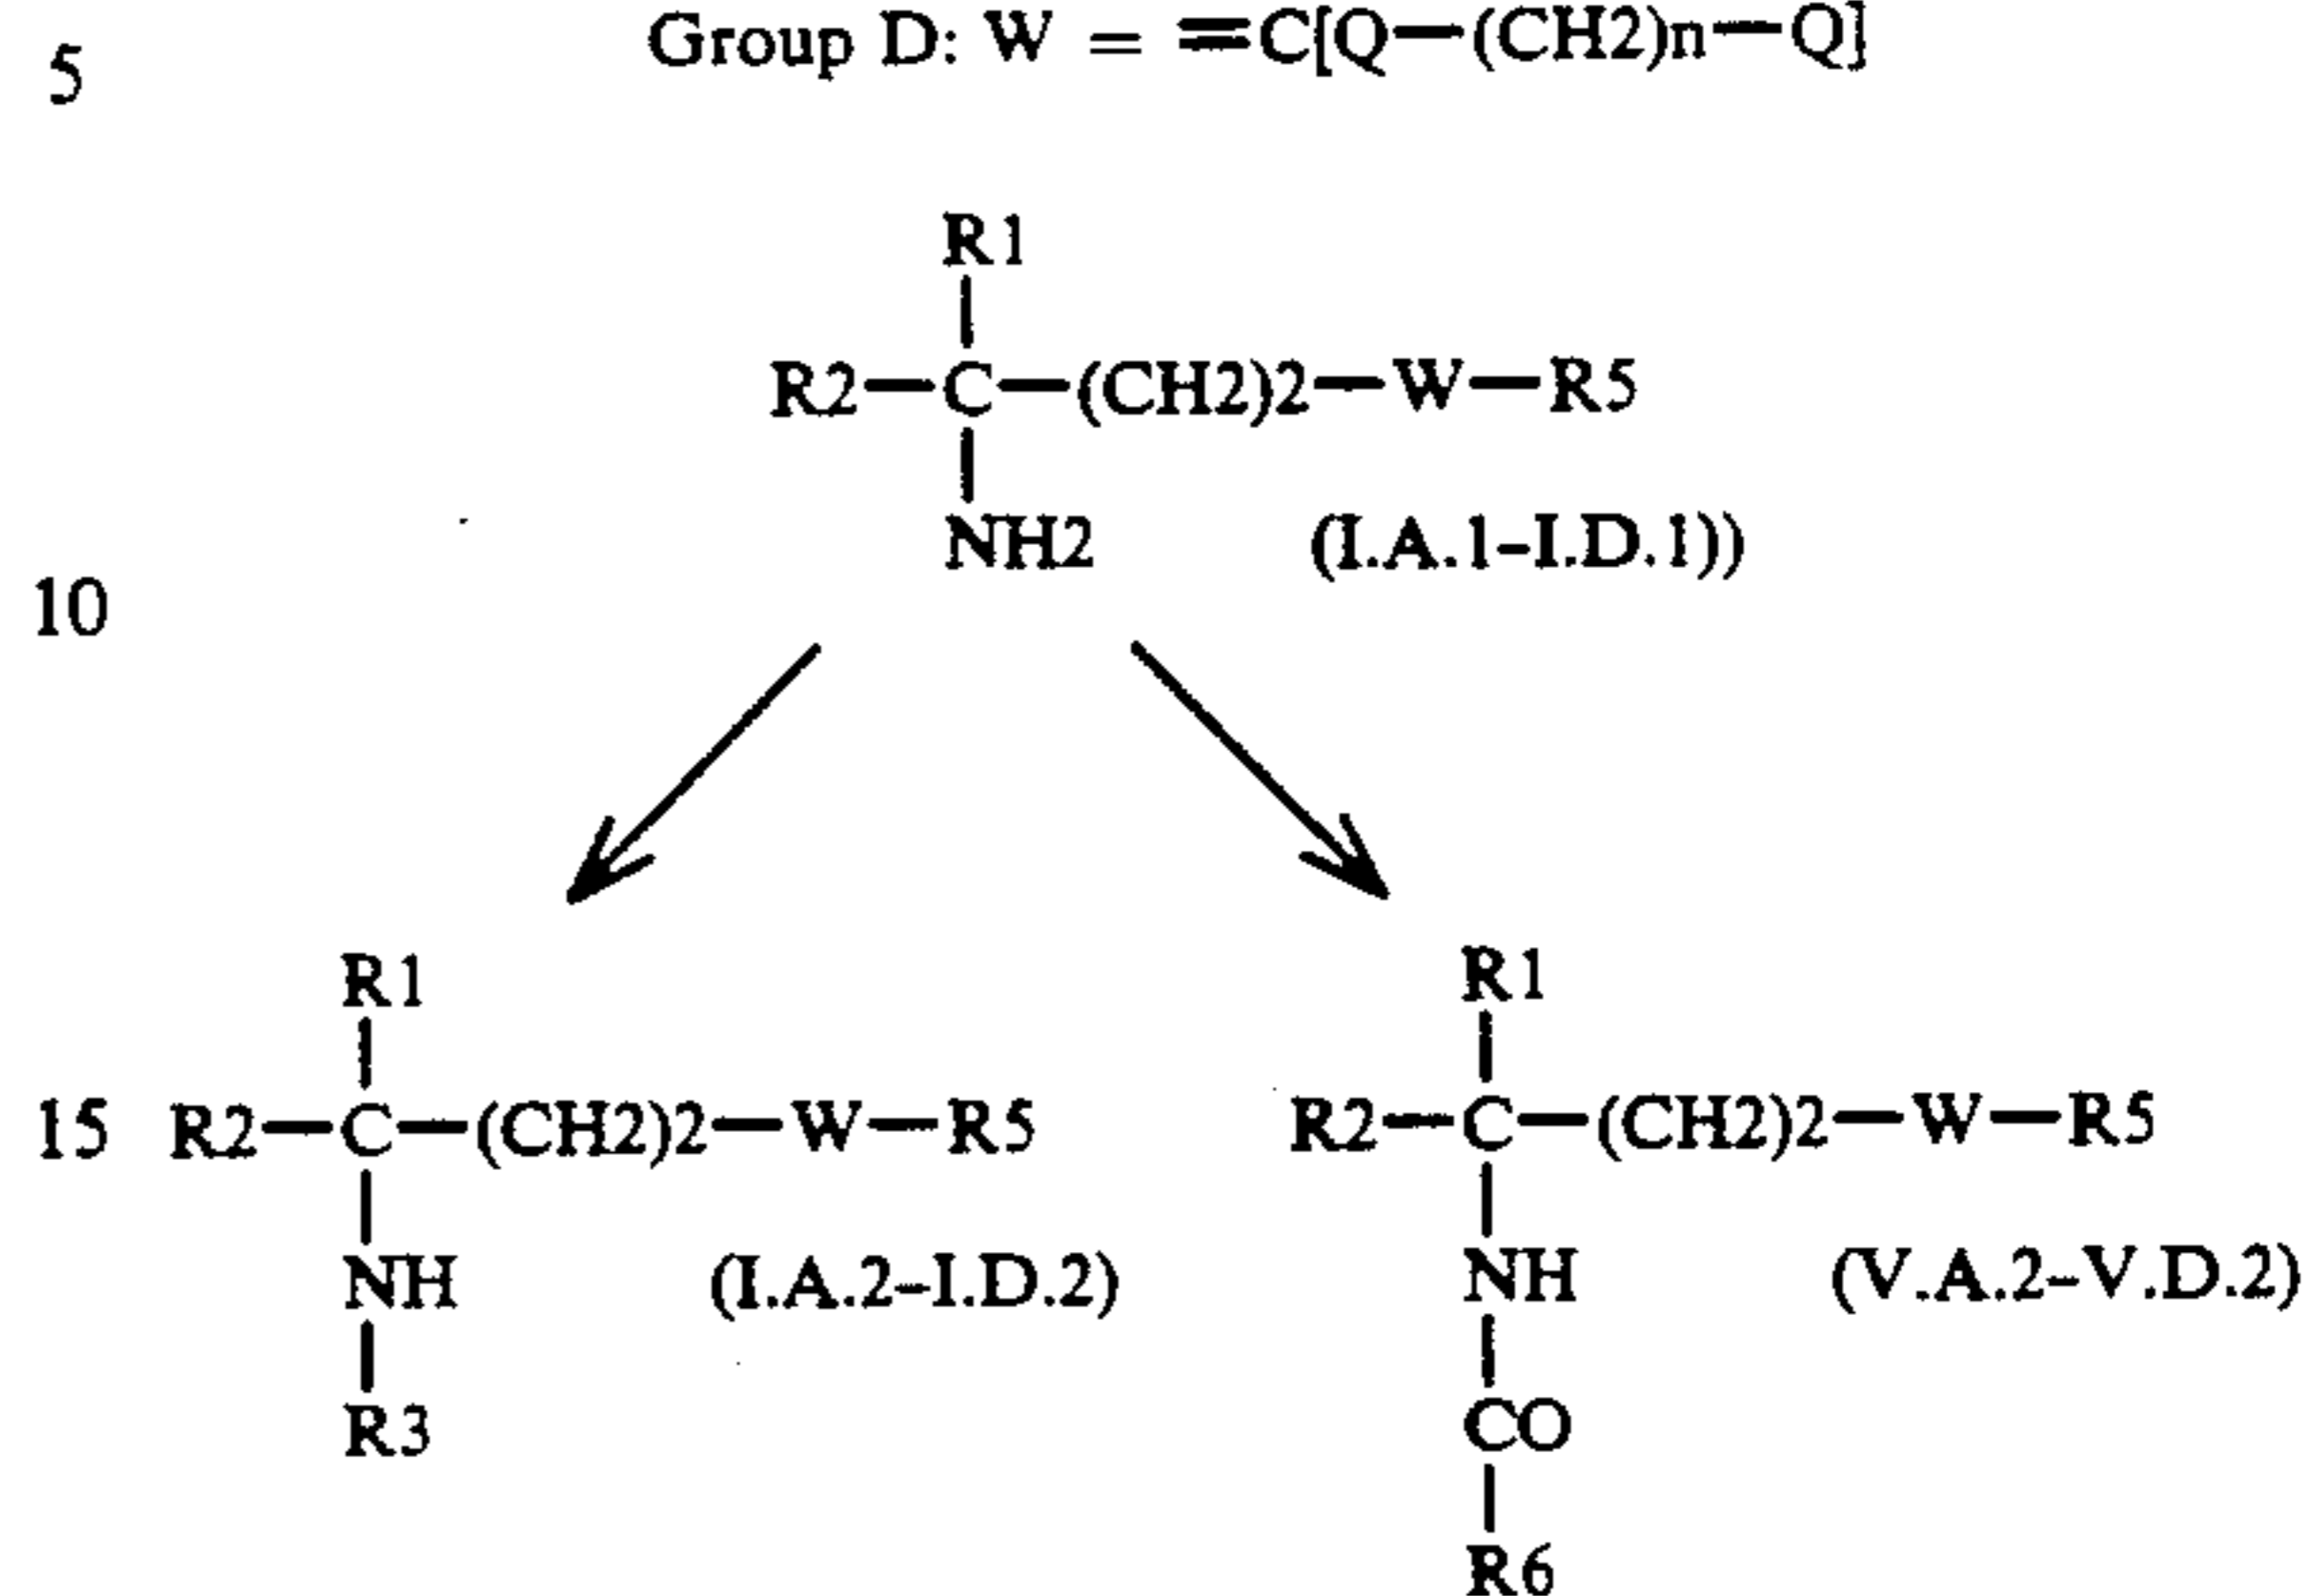 Group D: W = =C[Q—(CH2)n—Q]
5
R1
R2—C—(CH2)2—W—R5
NH2 (I.A.1-I.D.1))
10
R1 R1
15 R2—C—(CH2)2—W—R5 R2—C—(CH2)2—W—R5
NH (I.A.2-I.D.2) NH (V.A.2-V.D.2)
R3 CO
R6